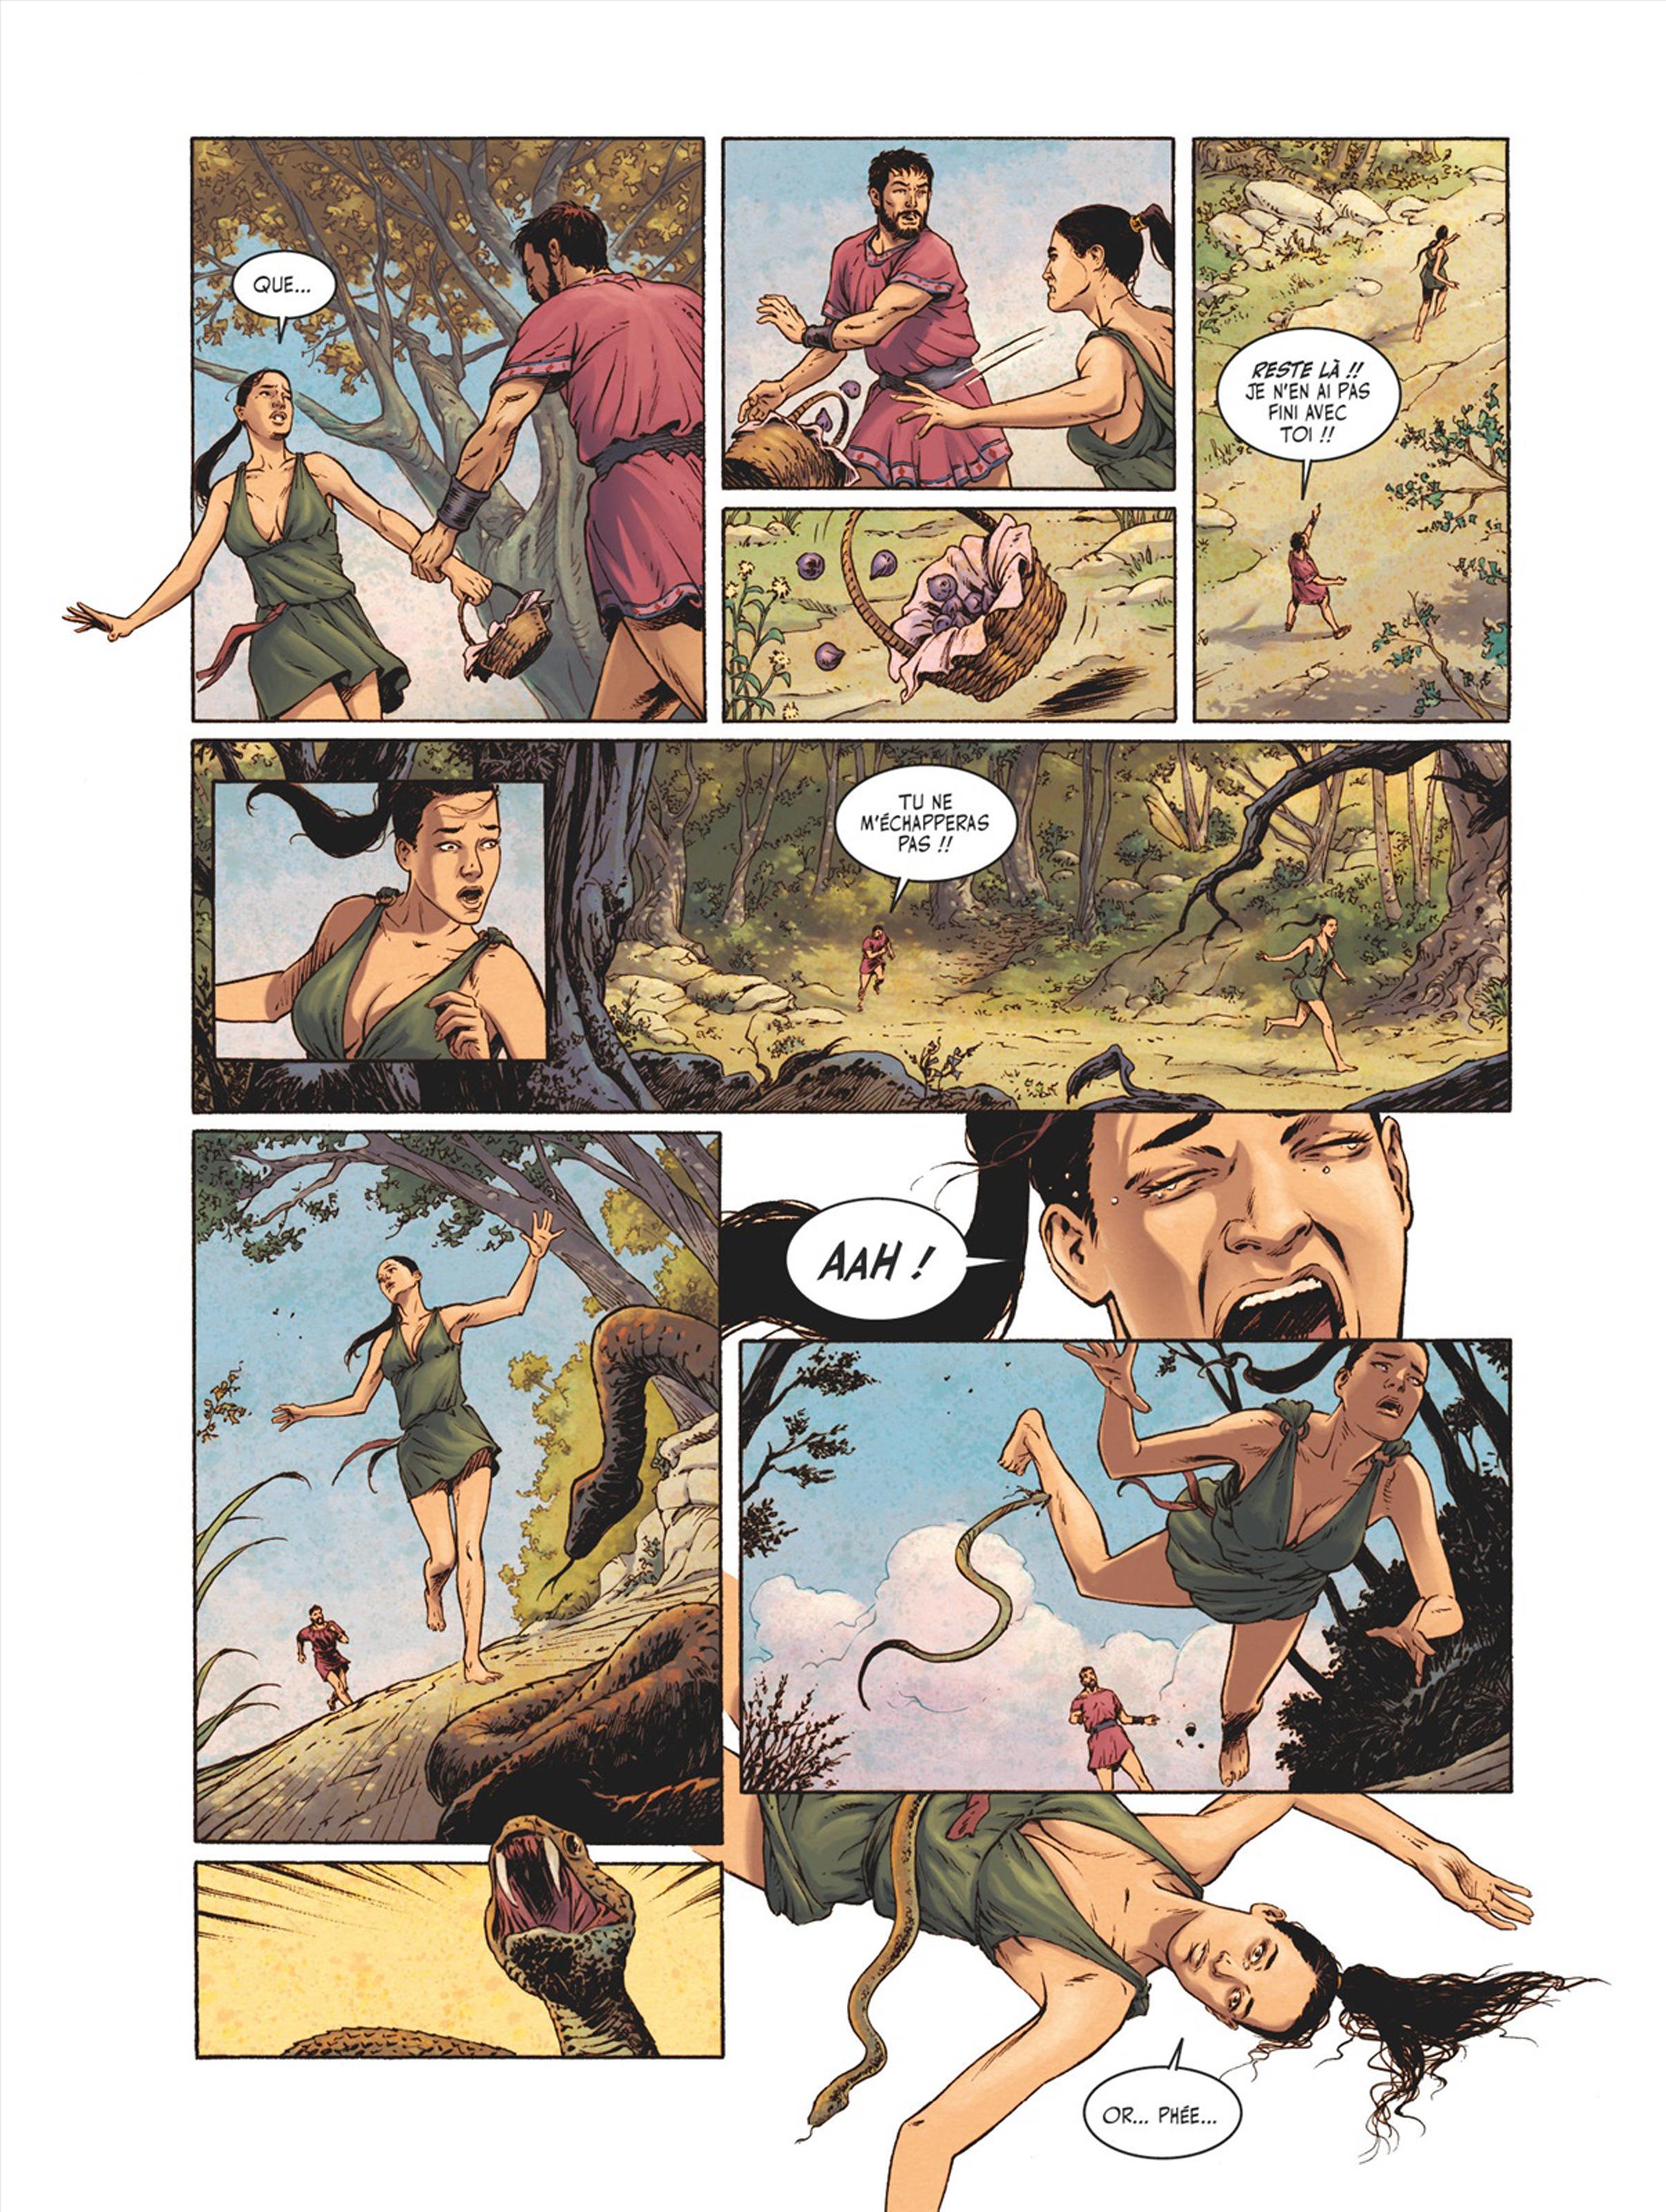 QUE...
RESTE LÀ !!
JE N'EN AI PAS
FINI AVEC
TOI !!
TU NE
M'ÉCHAPPERAS
PAS !!
AAH !
OR... PHÉE...